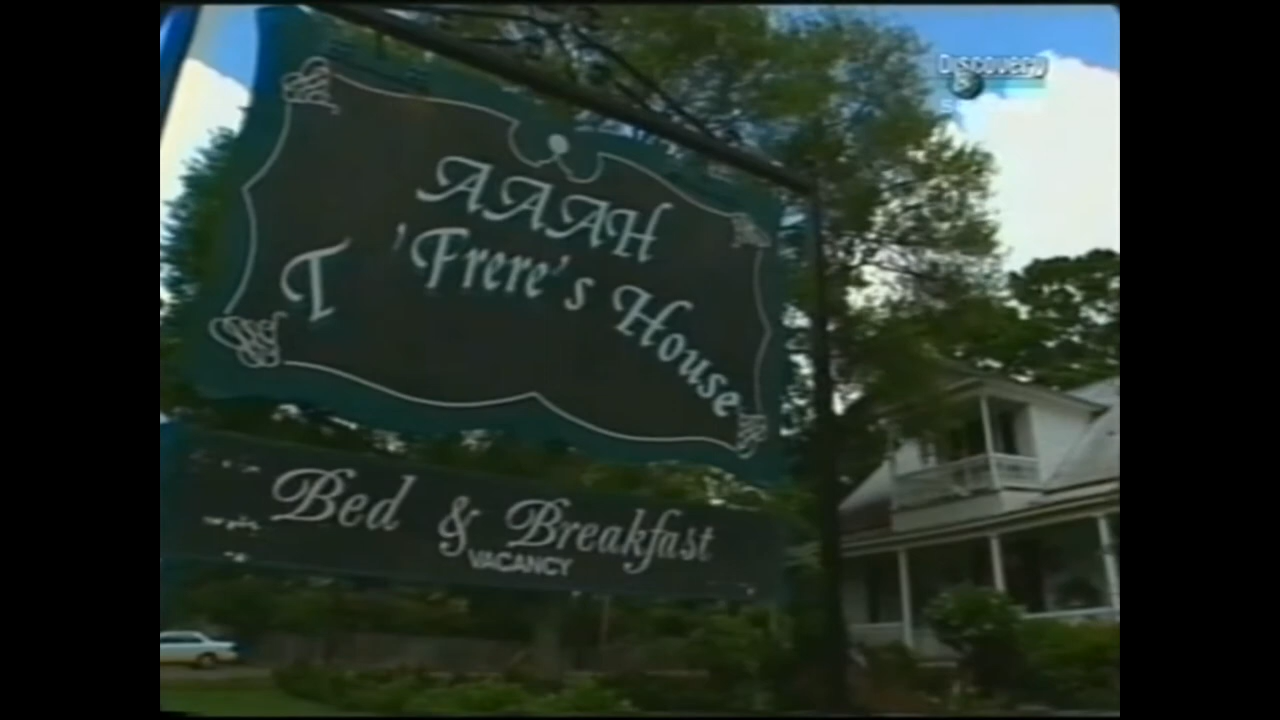 Discovery
AAAH
T 'Frere's House
Bed & Breakfast
VACANCY